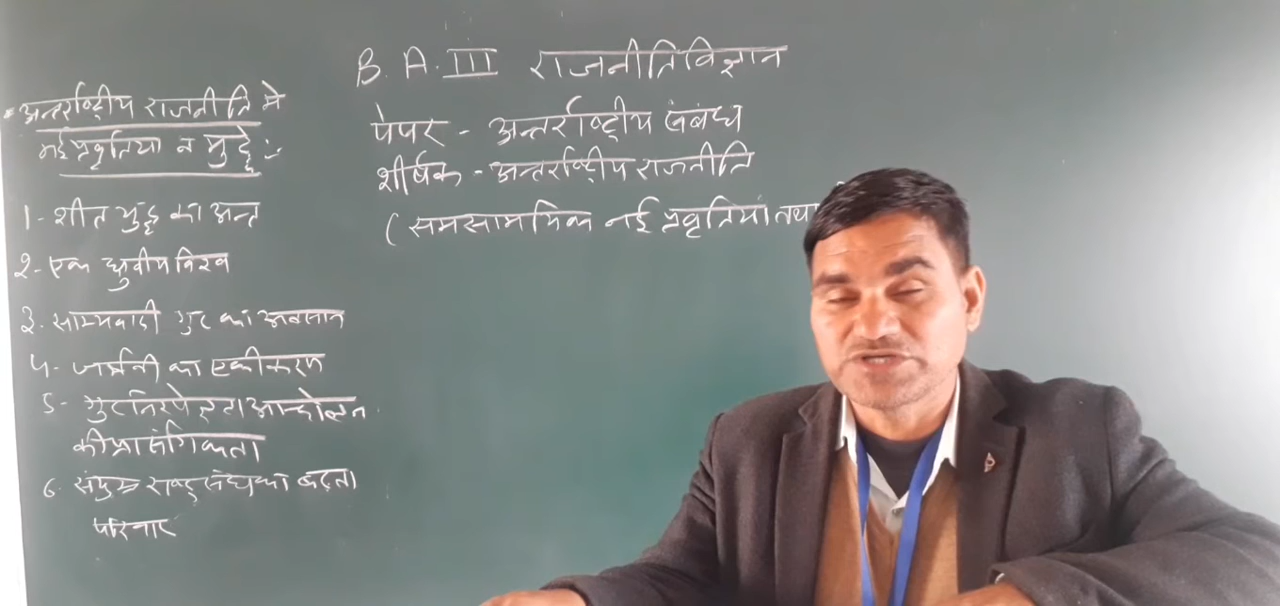 B. A. III राजनीति विज्ञान
पेपर - अन्तर्राष्ट्रीय संबंध
शीर्षक - अन्तर्राष्ट्रीय राजनीति
( समसामयिक नई प्रवृतियां तथा
अन्तर्राष्ट्रीय राजनीति में
नई प्रवृतिया व मुद्दे :-
1 - शीत युद्ध का अन्त
2 - एक ध्रुवीय विश्व
3. साम्यवादी गुट का अवसान
4 - जर्मनी का एकीकरण
5 - गुटनिरपेक्षता आन्दोलन
की प्रासंगिकता
6. संयुक्त राष्ट्र संघ का बढ़ता
परिवार